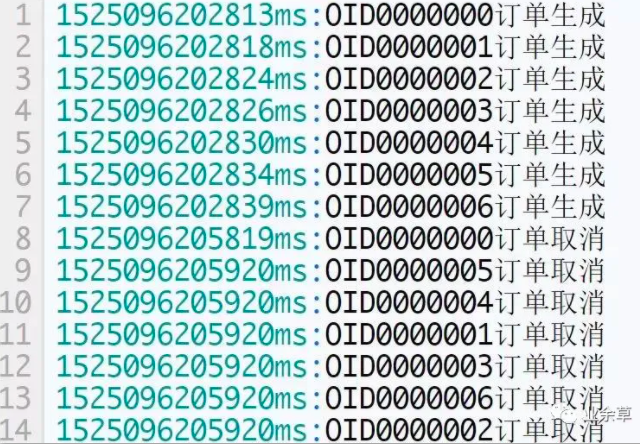 1 1525096202813ms:OID0000000订单生成
2 1525096202818ms:OID0000001订单生成
3 1525096202824ms:OID0000002订单生成
4 1525096202826ms:OID0000003订单生成
5 1525096202830ms:OID0000004订单生成
6 1525096202834ms:OID0000005订单生成
7 1525096202839ms:OID0000006订单生成
8 1525096205819ms:OID0000000订单取消
9 1525096205920ms:OID0000005订单取消
10 1525096205920ms:OID0000004订单取消
11 1525096205920ms:OID0000001订单取消
12 1525096205920ms:OID0000003订单取消
13 1525096205920ms:OID0000006订单取消
14 1525096205920ms:OID0000002订单取消
业余草